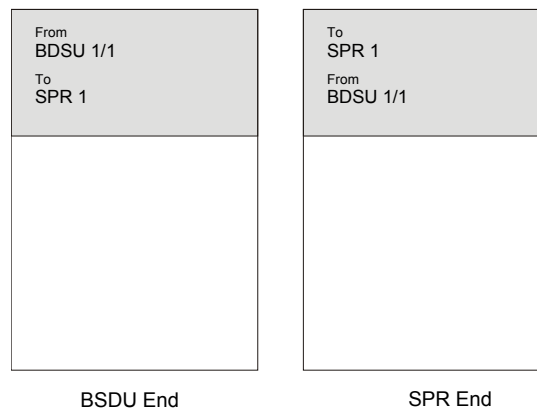 From
BDSU 1/1
To
SPR 1
To
SPR 1
From
BDSU 1/1
BSDU End
SPR End